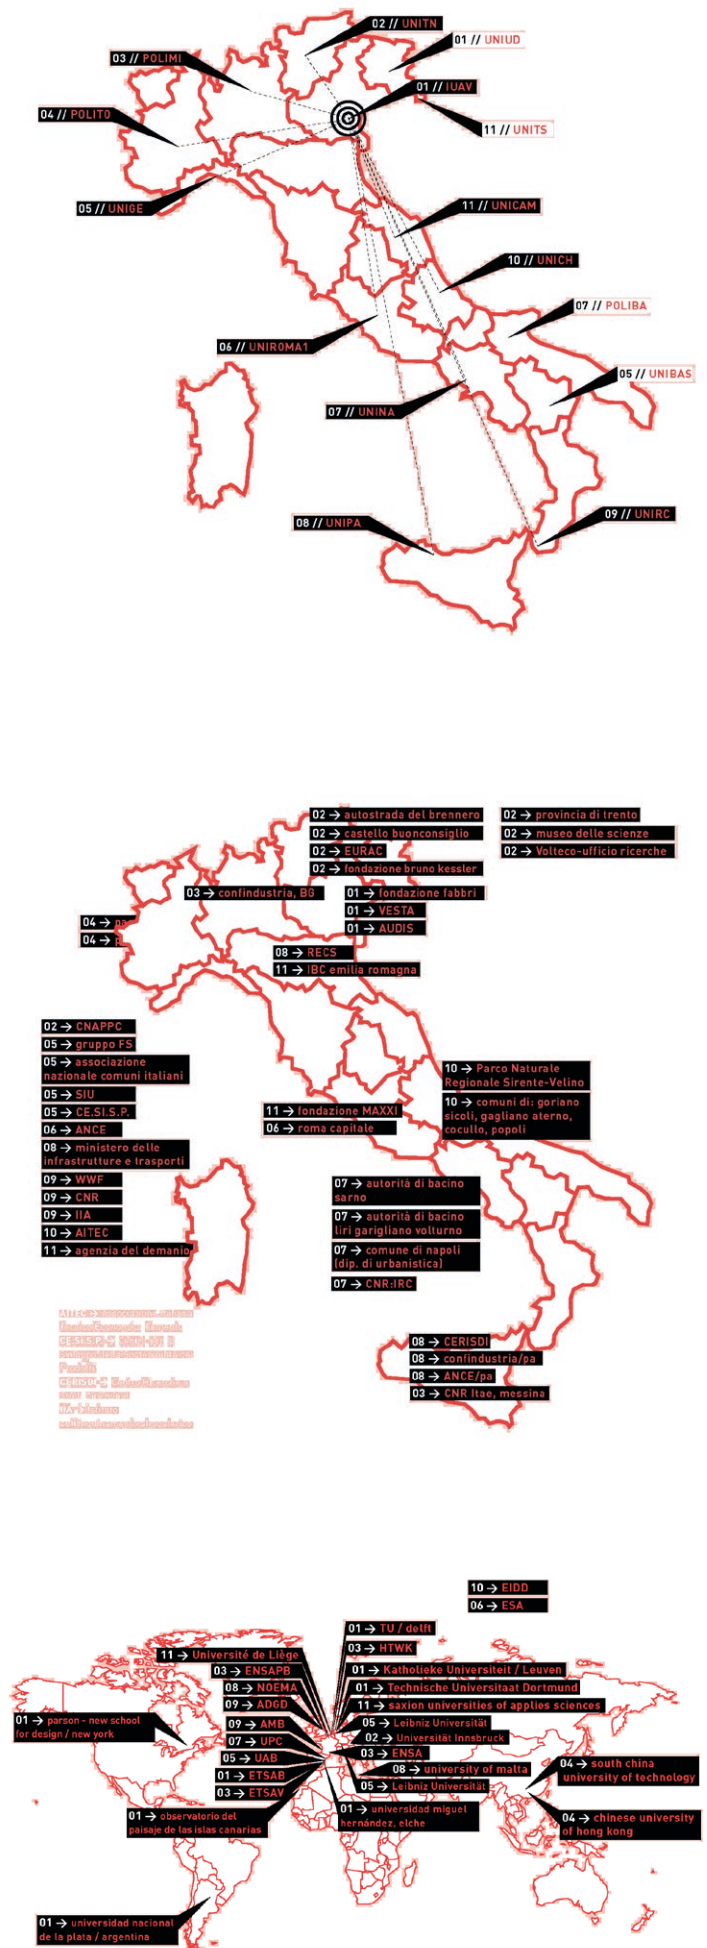 02 // UNITN
01 // UNIUD
03 // POLIMI
01 // IUAV
04 // POLITO
11 // UNITS
05 // UNIGE
11 // UNICAM
10 // UNICH
07 // POLIBA
06 // UNIROMA1
05 // UNIBAS
07 // UNINA
08 // UNIPA
09 // UNIRC
02 → autostrada del brennero
02 → castello buonconsiglio
02 → EURAC
02 → fondazione bruno kessler
02 → provincia di trento
02 → museo delle scienze
02 → Volteco-ufficio ricerche
03 → confindustria, BG
01 → fondazione fabbri
01 → VESTA
01 → AUDIS
04 →
04 →
08 → RECS
11 → IBC emilia romagna
02 → CNAPPC
05 → gruppo FS
05 → associazione
nazionale comuni italiani
05 → SIU
05 → CE.SI.S.P.
06 → ANCE
08 → ministero delle
infrastrutture e trasporti
09 → WWF
09 → CNR
09 → IIA
10 → AITEC
11 → agenzia del demanio
10 → Parco Naturale
Regionale Sirente-Velino
10 → comuni di: goriano
sicoli, gagliano aterno,
cocullo, popoli
11 → fondazione MAXXI
06 → roma capitale
07 → autorità di bacino
sarno
07 → autorità di bacino
liri garigliano volturno
07 → comune di napoli
(dip. di urbanistica)
07 → CNR:IRC
08 → CERISDI
08 → confindustria/pa
08 → ANCE/pa
03 → CNR Itae, messina
10 → EIDD
06 → ESA
01 → TU / delft
03 → HTWK
11 → Université de Liège
03 → ENSAPB
08 → NOEMA
09 → ADGD
09 → AMB
07 → UPC
05 → UAB
01 → ETSAB
03 → ETSAV
01 → Katholieke Universiteit / Leuven
01 → Technische Universitaat Dortmund
11 → saxion universities of applies sciences
05 → Leibniz Universität
02 → Universität Innsbruck
03 → ENSA
08 → university of malta
05 → Leibniz Universität
01 → parson - new school
for design / new york
04 → south china
university of technology
04 → chinese university
of hong kong
01 → observatorio del
paisaje de las islas canarias
01 → universidad miguel
hernández, elche
01 → universidad nacional
de la plata / argentina